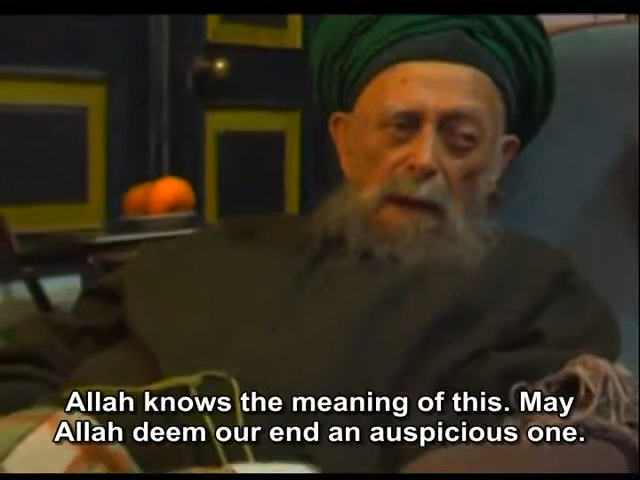 Allah knows the meaning of this. May
Allah deem our end an auspicious one.